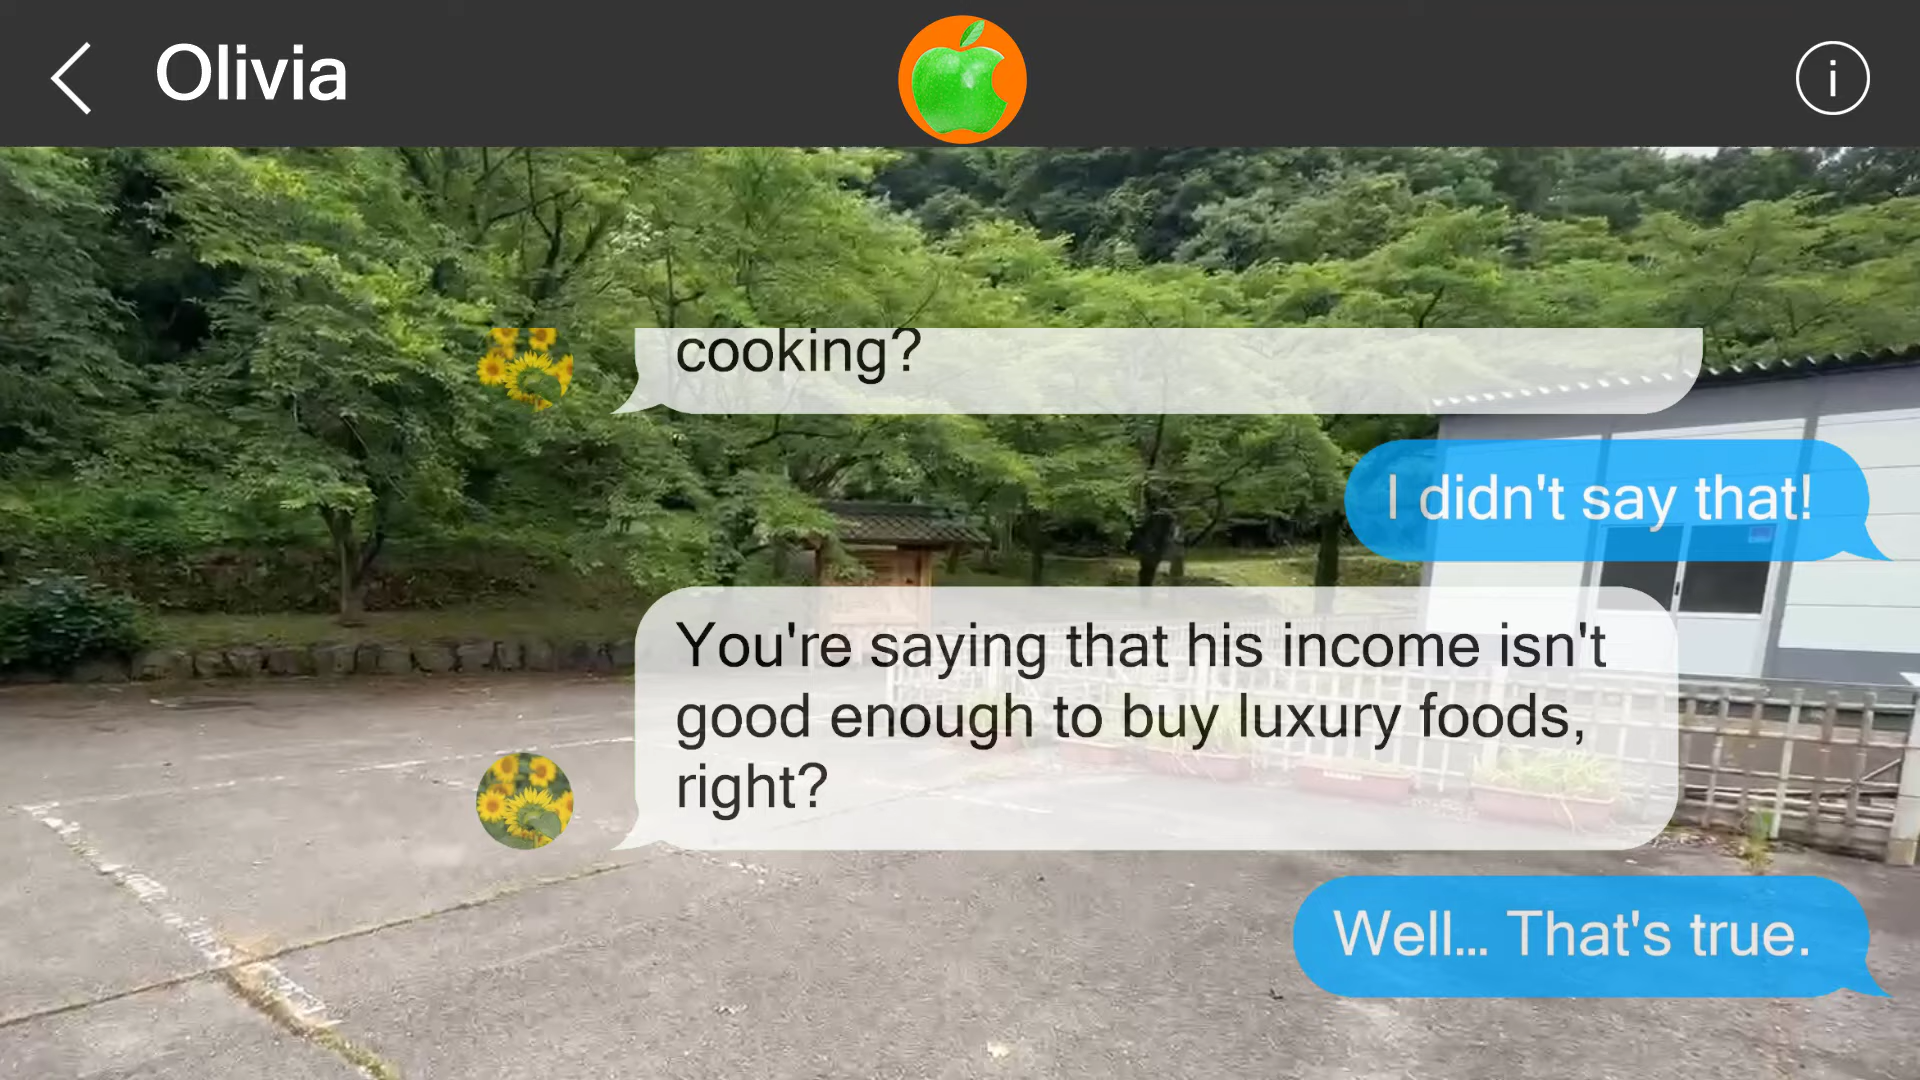 Olivia
i
cooking?
I didn't say that!
You're saying that his income isn't
good enough to buy luxury foods,
right?
Well... That's true.